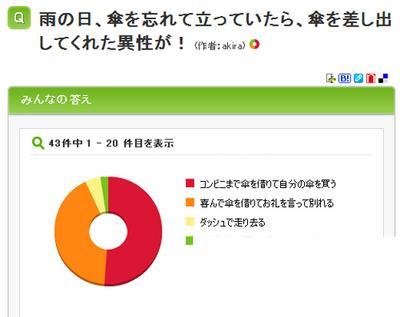 Q 雨の日、傘を忘れて立っていたら、傘を差し出
してくれた異性が！ (作者：akira)
B!
みんなの答え
43件中 1 - 20 件目を表示
コンビニまで傘を借りて自分の傘を買う
喜んで傘を借りてお礼を言って別れる
ダッシュで走り去る